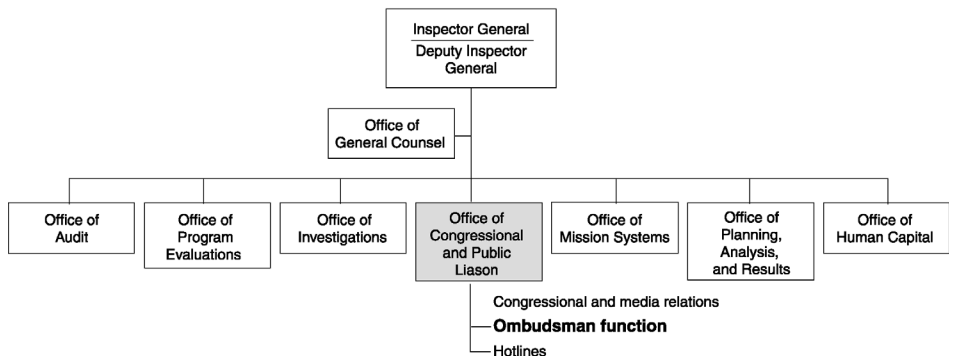 Inspector General
Deputy Inspector
General
Office of
General Counsel
Office of
Audit
Office of
Program
Evaluations
Office of
Investigations
Office of
Congressional
and Public
Liason
Office of
Mission Systems
Office of
Planning,
Analysis,
and Results
Office of
Human Capital
Congressional and media relations
Ombudsman function
Hotlines